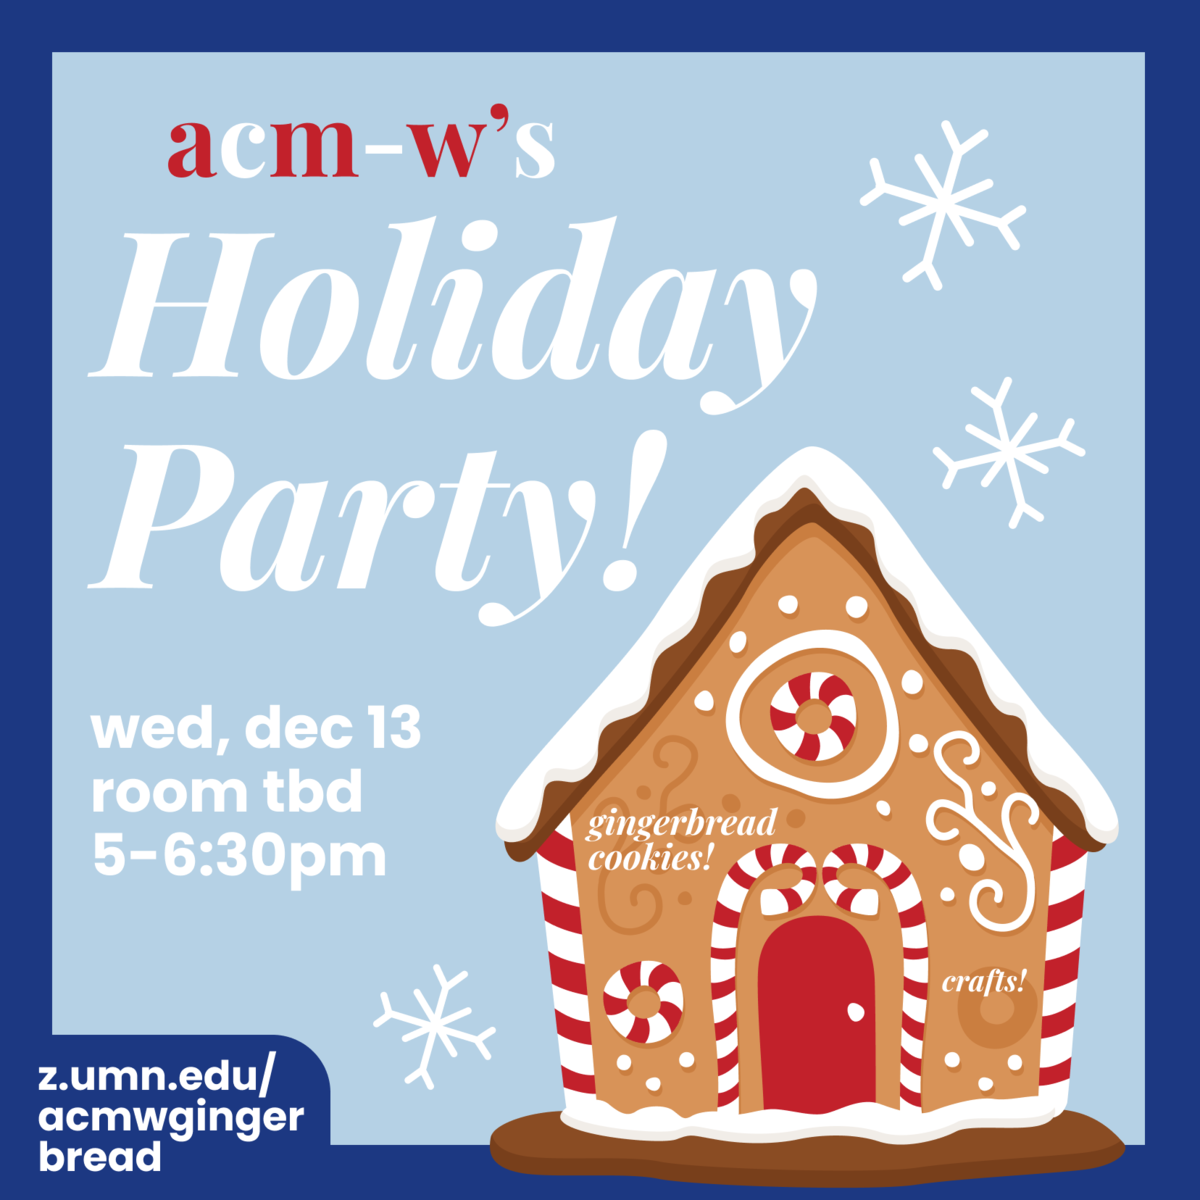 acm-w's
Holiday
Party!
wed, dec 13
room tbd
5-6:30pm
gingerbread
cookies!
crafts!
z.umn.edu/
acmwginger
bread